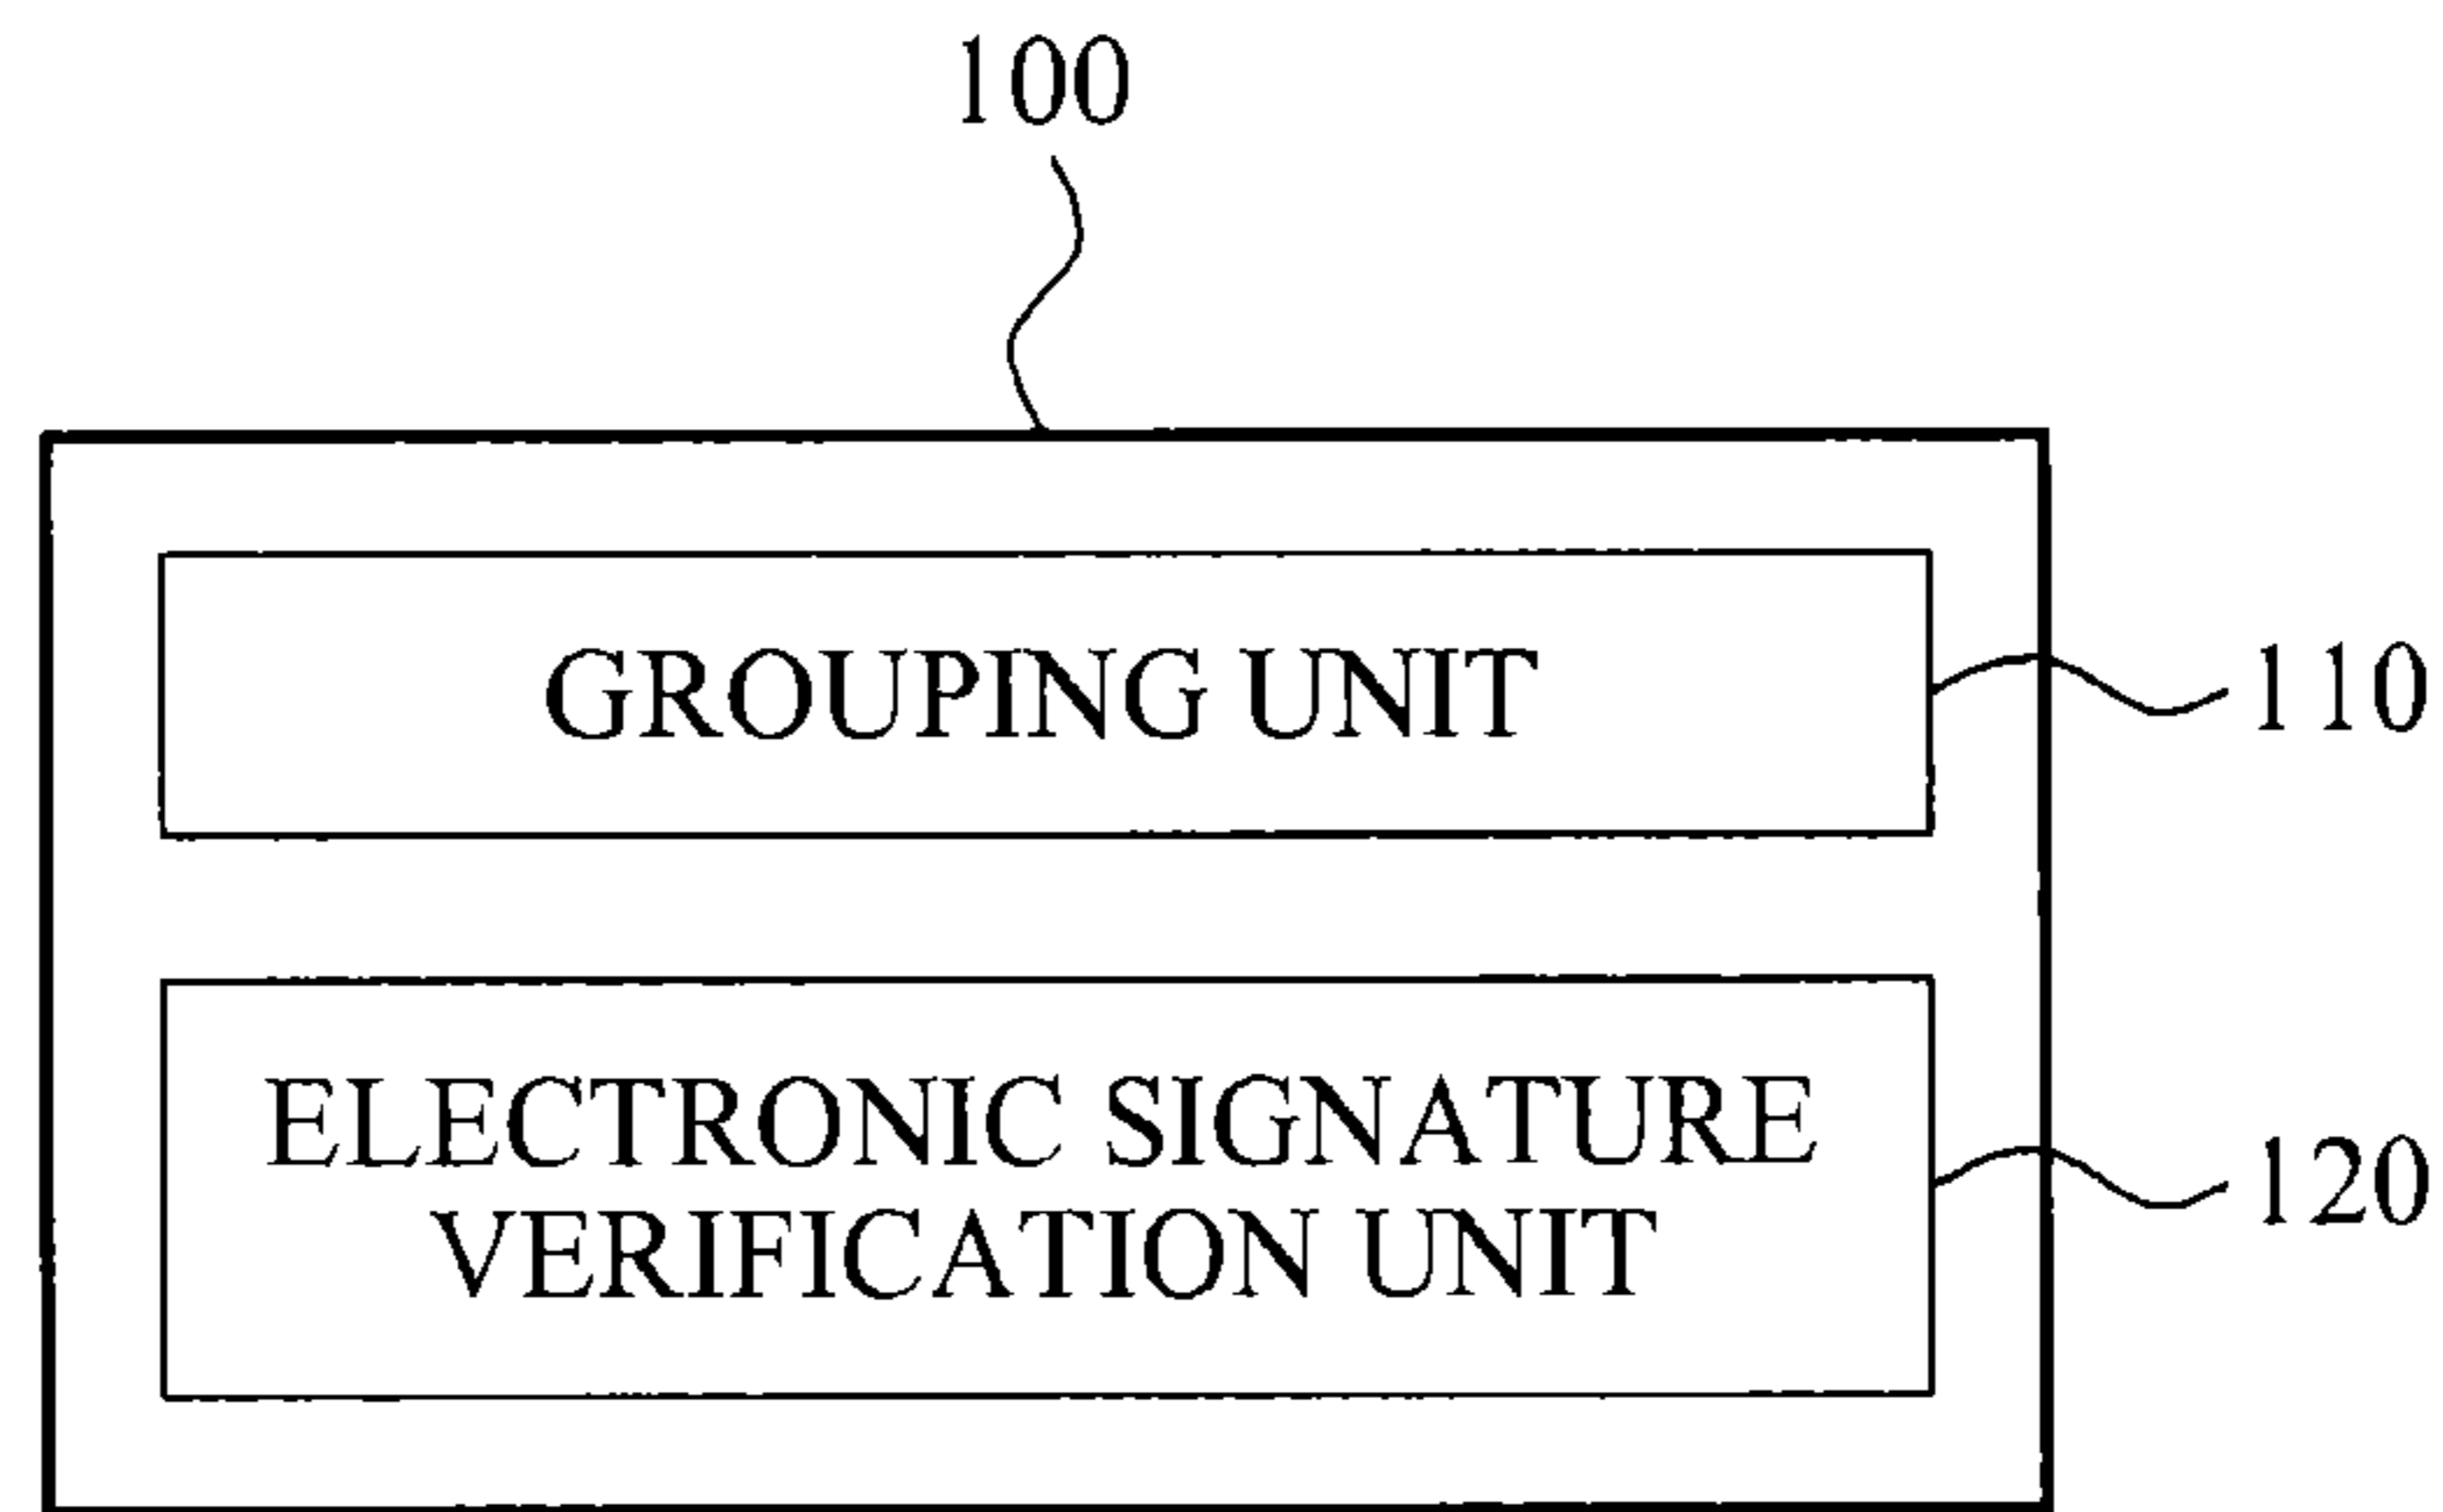 100
GROUPING UNIT
110
ELECTRONIC SIGNATURE
VERIFICATION UNIT
120